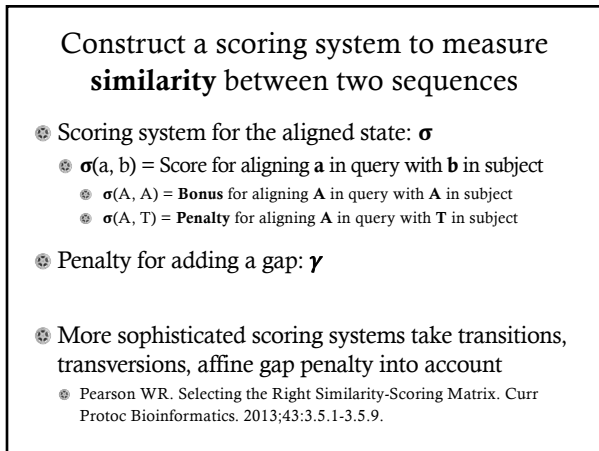 Construct a scoring system to measure
similarity between two sequences
Scoring system for the aligned state: σ
σ(a, b) = Score for aligning a in query with b in subject
σ(A, A) = Bonus for aligning A in query with A in subject
σ(A, T) = Penalty for aligning A in query with T in subject
Penalty for adding a gap: γ
More sophisticated scoring systems take transitions,
transversions, affine gap penalty into account
Pearson WR. Selecting the Right Similarity-Scoring Matrix. Curr
Protoc Bioinformatics. 2013;43:3.5.1-3.5.9.